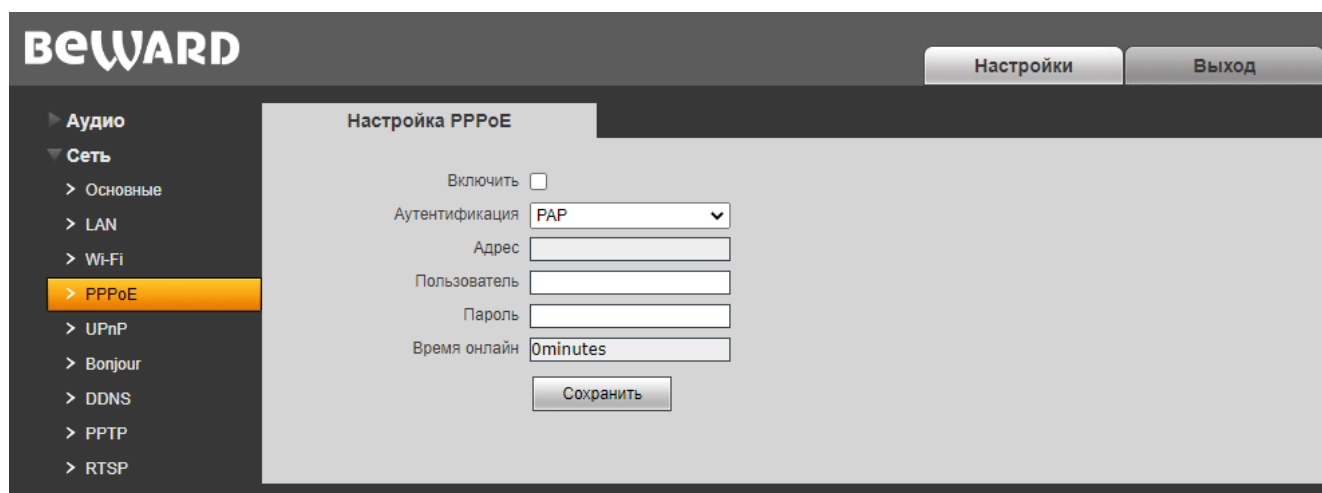 BEWARD
Настройки
Выход
Аудио
Сеть
> Основные
> LAN
> Wi-Fi
> PPPoE
> UPnP
> Bonjour
> DDNS
> PPTP
> RTSP
Настройка PPPoE
Включить
Аутентификация PAP
Адрес
Пользователь
Пароль
Время онлайн 0minutes
Сохранить